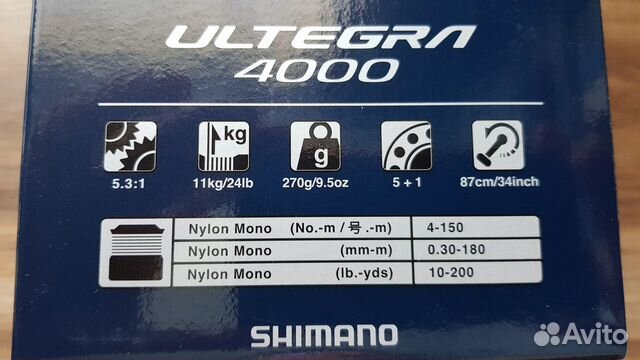 ULTEGRA
4000
kg g
5.3:1 11kg/24lb 270g/9.5oz 5 + 1 87cm/34inch
Nylon Mono (No.-m / 号.-m) 4-150
Nylon Mono (mm-m) 0.30-180
Nylon Mono (lb.-yds) 10-200
SHIMANO
Avito